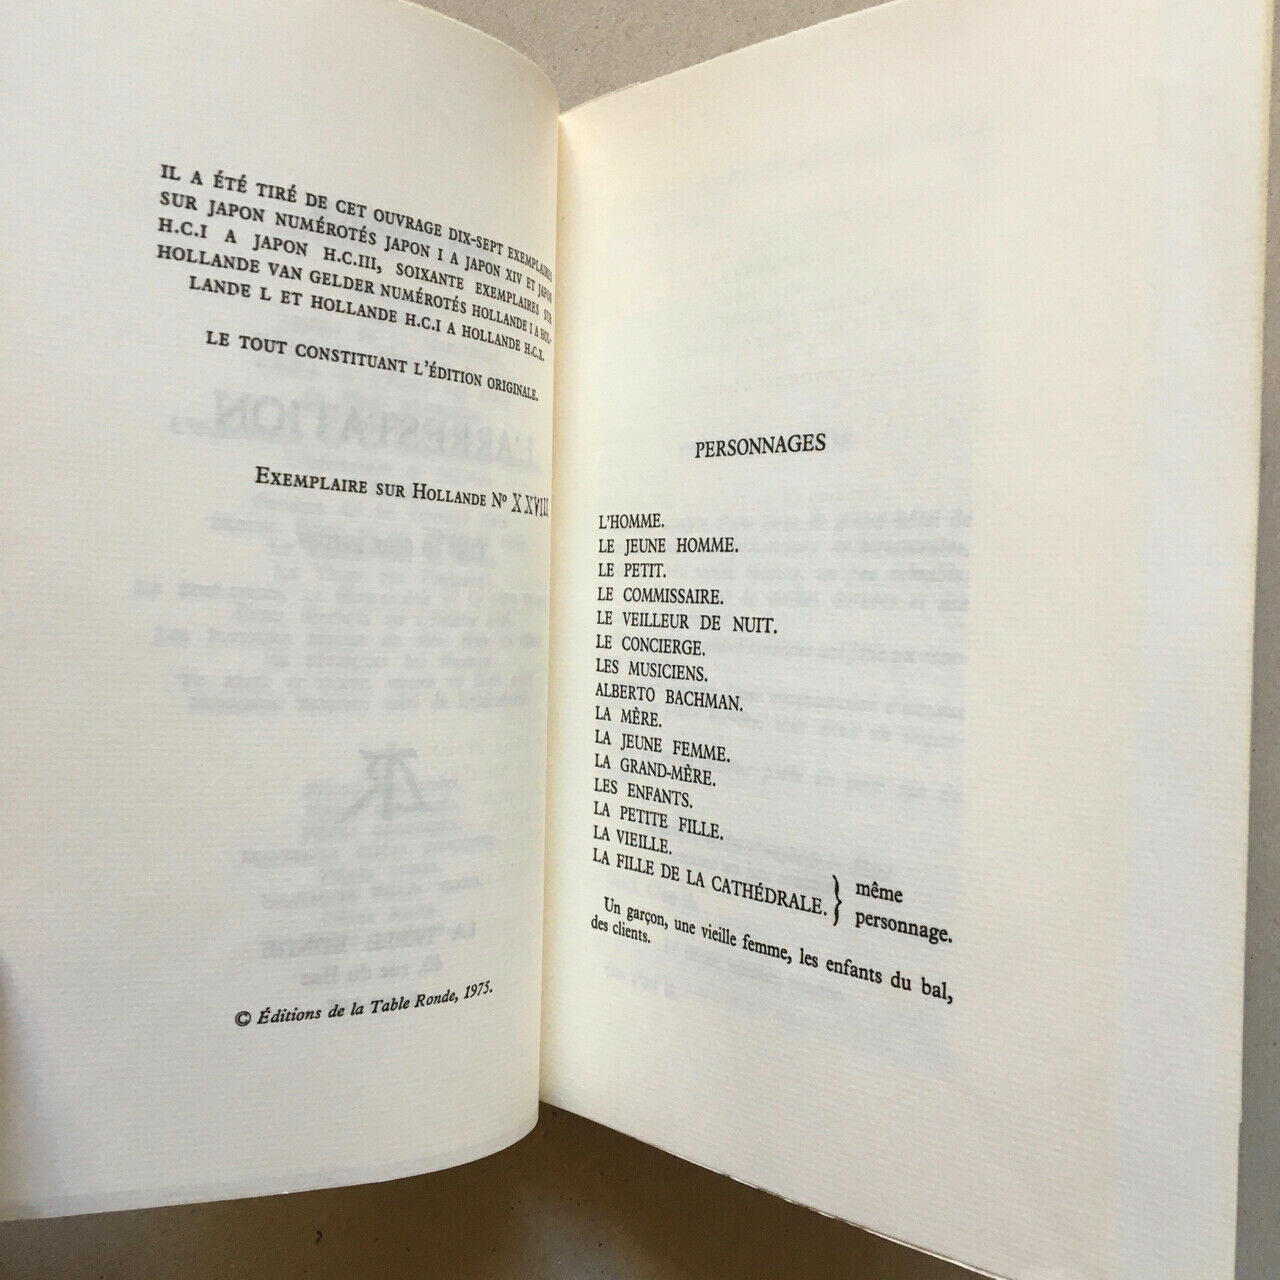 IL A ÉTÉ TIRÉ DE CET OUVRAGE DIX-SEPT EXEMPLAIRES
SUR JAPON NUMÉROTÉS JAPON I A JAPON XIV ET JAPON
H.C.I A JAPON H.C.III, SOIXANTE EXEMPLAIRES SUR
HOLLANDE VAN GELDER NUMÉROTÉS HOLLANDE I A HOL-
LANDE L ET HOLLANDE H.C.I A HOLLANDE H.C.X.
LE TOUT CONSTITUANT L'ÉDITION ORIGINALE.
EXEMPLAIRE SUR HOLLANDE Nº XXVIII
© Éditions de la Table Ronde, 1975.
PERSONNAGES
L'HOMME.
LE JEUNE HOMME.
LE PETIT.
LE COMMISSAIRE.
LE VEILLEUR DE NUIT.
LE CONCIERGE.
LES MUSICIENS.
ALBERTO BACHMAN.
LA MÈRE.
LA JEUNE FEMME.
LA GRAND-MÈRE.
LES ENFANTS.
LA PETITE FILLE.
LA VIEILLE.
LA FILLE DE LA CATHÉDRALE. } même
personnage.
Un garçon, une vieille femme, les enfants du bal,
des clients.